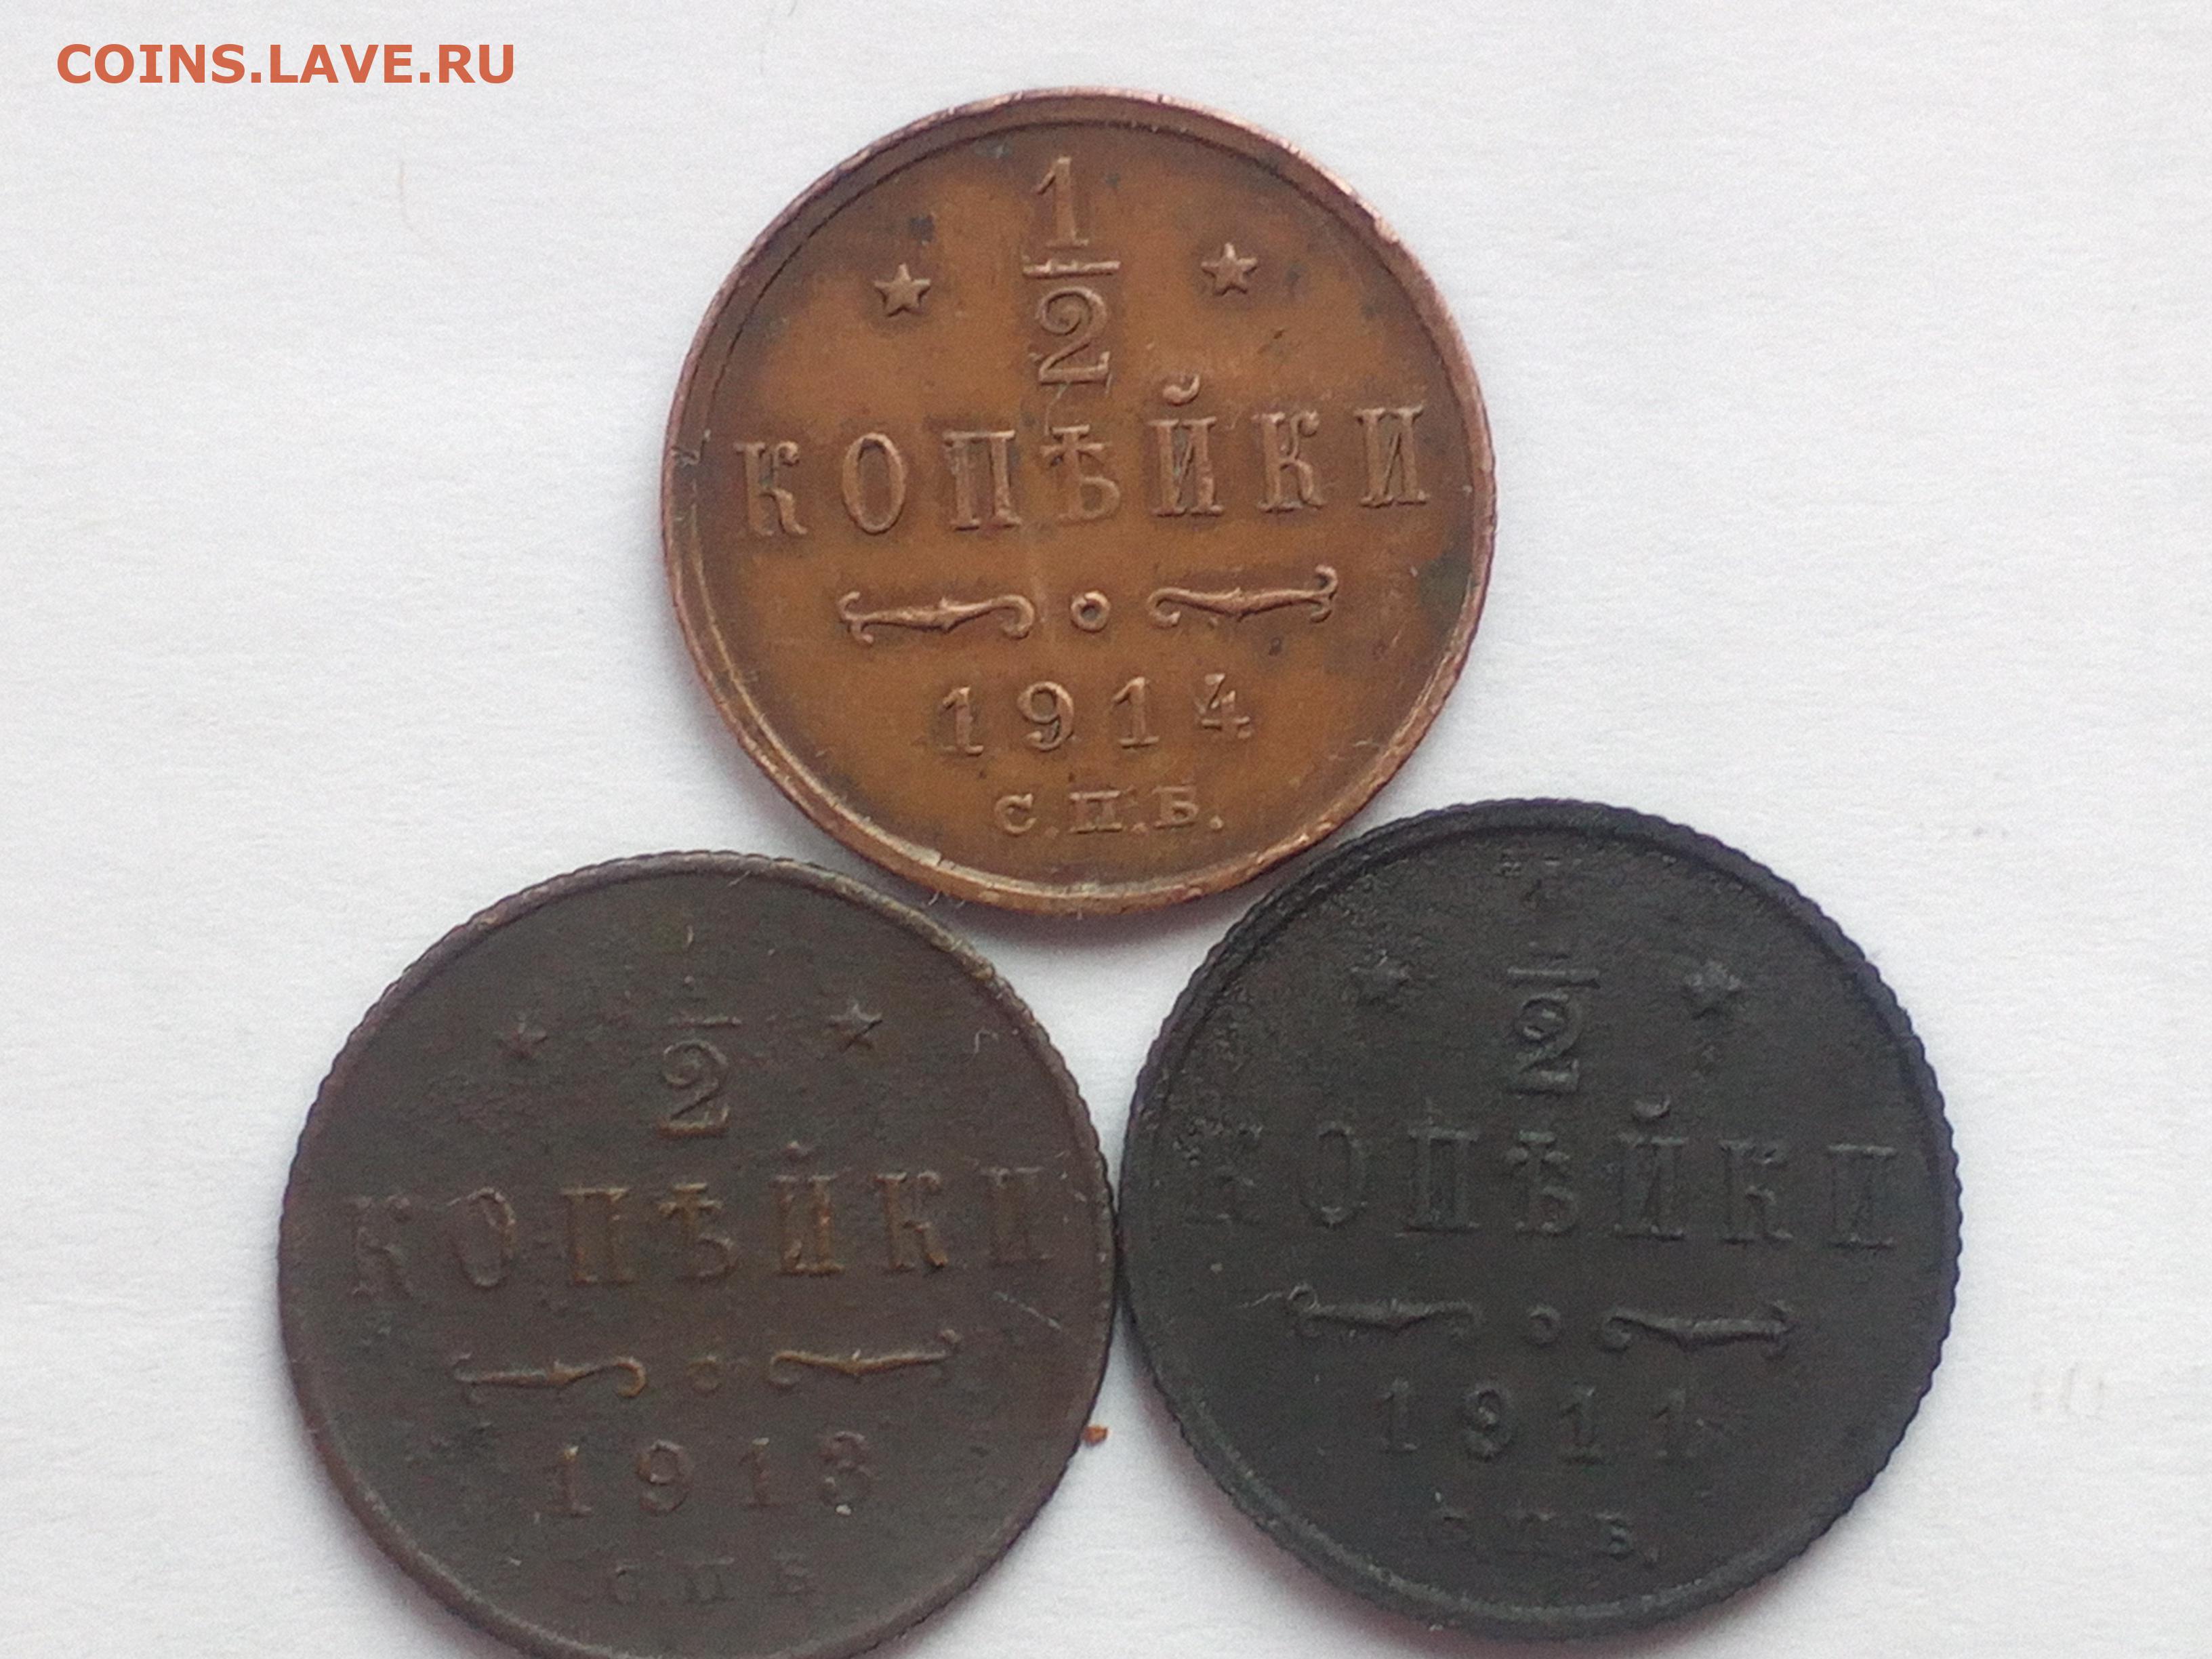 COINS.LAVE.RU
1
2
КОПѢЙКИ
1914
С.П.Б.
1
2
КОПѢЙКИ
1913
С П Б
1
2
КОПѢЙКИ
1911
С.П.Б.